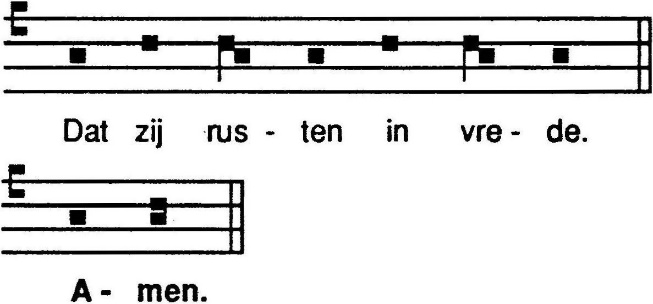 Dat zij rus - ten in vre - de.
A - men.